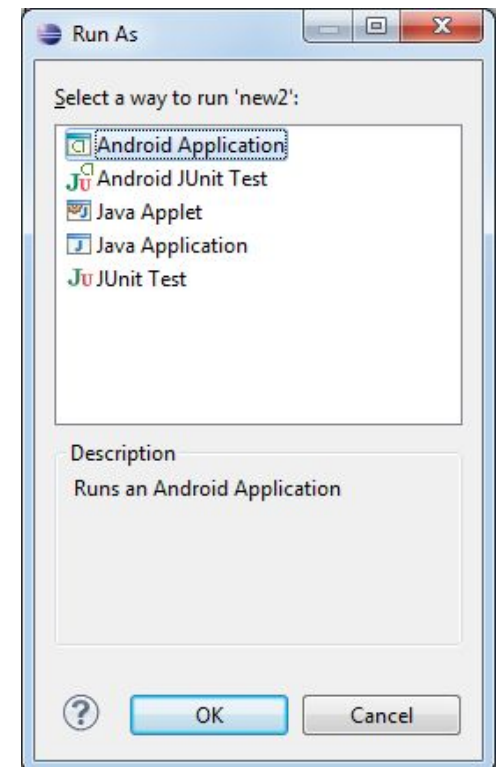 Run As
Select a way to run 'new2':
Android Application
Android JUnit Test
Java Applet
Java Application
JUnit Test
Description
Runs an Android Application
OK
Cancel